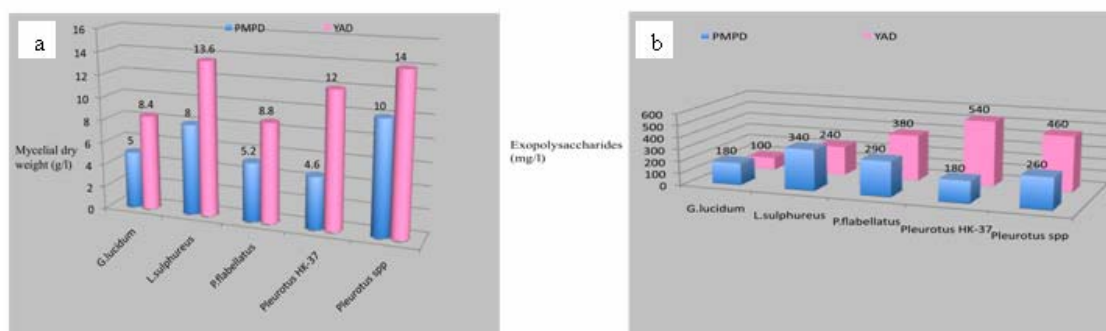 a
PMPD YAD
16
14
12
10
8
6
4
2
0
Mycelial dry
weight (g/l)
5 8.4 8 13.6 5.2 8.8 4.6 12 10 14
G.lucidum
L.sulphureus
P.flabellatus
Pleurotus HK-37
Pleurotus spp
b
PMPD YAD
Exopolysaccharides
(mg/l)
600
500
400
300
200
100
0
180 100 340 240 290 380 180 540 260 460
G.lucidum
L.sulphureus
P.flabellatus
Pleurotus HK-37
Pleurotus spp